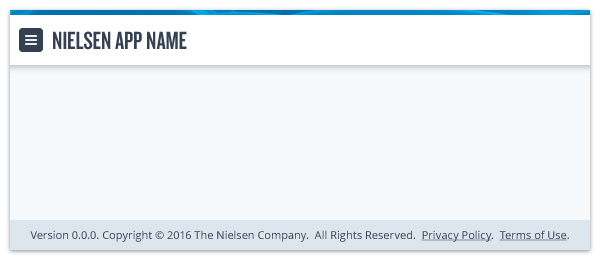 NIELSEN APP NAME
Version 0.0.0. Copyright © 2016 The Nielsen Company.  All Rights Reserved.  Privacy Policy.  Terms of Use.